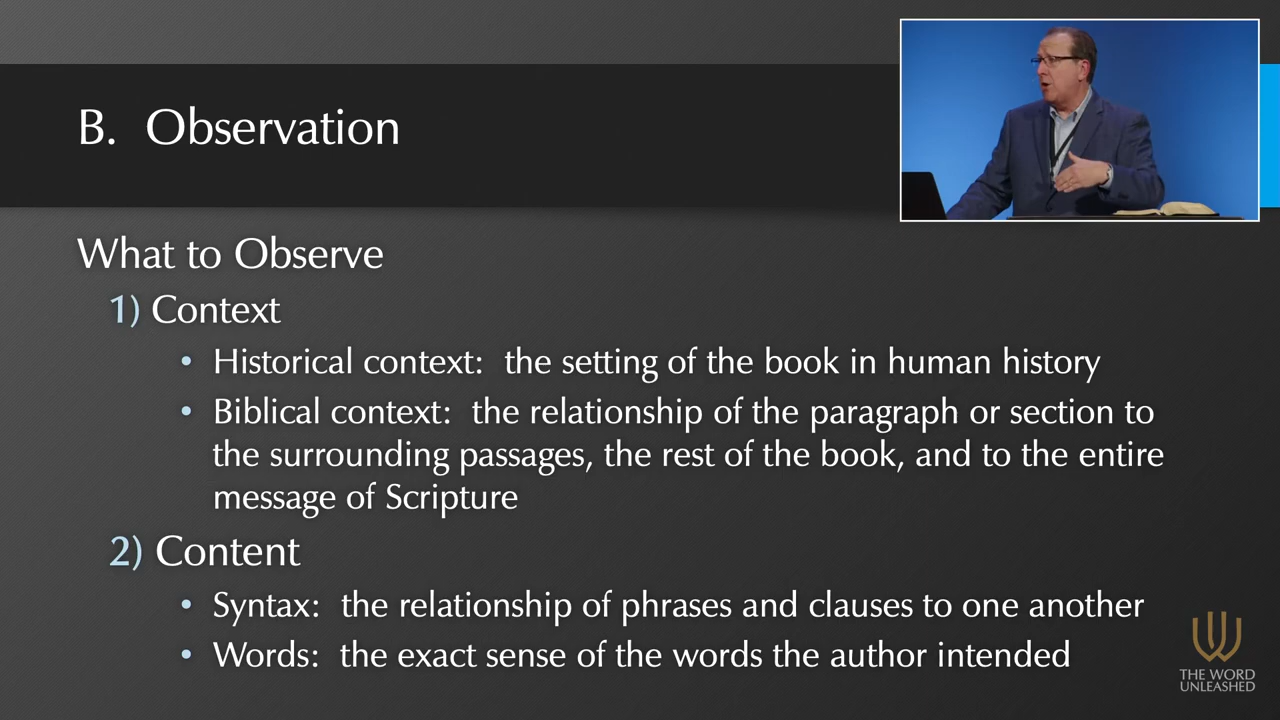 B. Observation
What to Observe
1) Context
• Historical context: the setting of the book in human history
• Biblical context: the relationship of the paragraph or section to
the surrounding passages, the rest of the book, and to the entire
message of Scripture
2) Content
• Syntax: the relationship of phrases and clauses to one another
• Words: the exact sense of the words the author intended
THE WORD
UNLEASHED